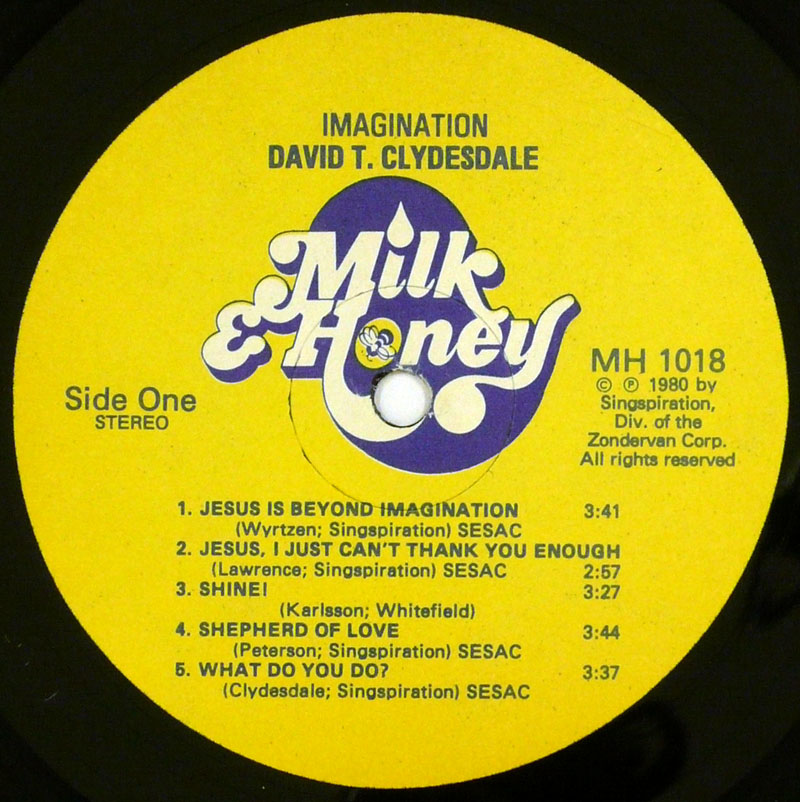 IMAGINATION
DAVID T. CLYDESDALE
Milk
& Honey
Side One
STEREO
MH 1018
© ℗ 1980 by
Singspiration,
Div. of the
Zondervan Corp.
All rights reserved
1. JESUS IS BEYOND IMAGINATION 3:41
(Wyrtzen; Singspiration) SESAC
2. JESUS, I JUST CAN'T THANK YOU ENOUGH
(Lawrence; Singspiration) SESAC 2:57
3. SHINE! 3:27
(Karlsson; Whitefield)
4. SHEPHERD OF LOVE 3:44
(Peterson; Singspiration) SESAC
5. WHAT DO YOU DO? 3:37
(Clydesdale; Singspiration) SESAC